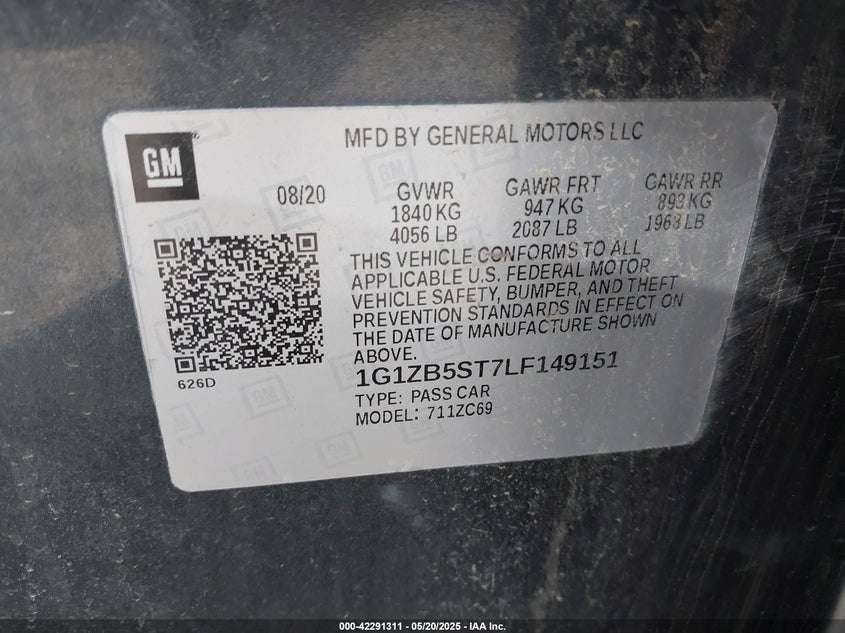 GM
MFD BY GENERAL MOTORS LLC
08/20
GVWR
1840 KG
4056 LB
GAWR FRT
947 KG
2087 LB
GAWR RR
893 KG
1968 LB
THIS VEHICLE CONFORMS TO ALL
APPLICABLE U.S. FEDERAL MOTOR
VEHICLE SAFETY, BUMPER, AND THEFT
PREVENTION STANDARDS IN EFFECT ON
THE DATE OF MANUFACTURE SHOWN
ABOVE.
626D
1G1ZB5ST7LF149151
TYPE: PASS CAR
MODEL: 711ZC69
000-42291311 - 05/20/2025 - IAA Inc.